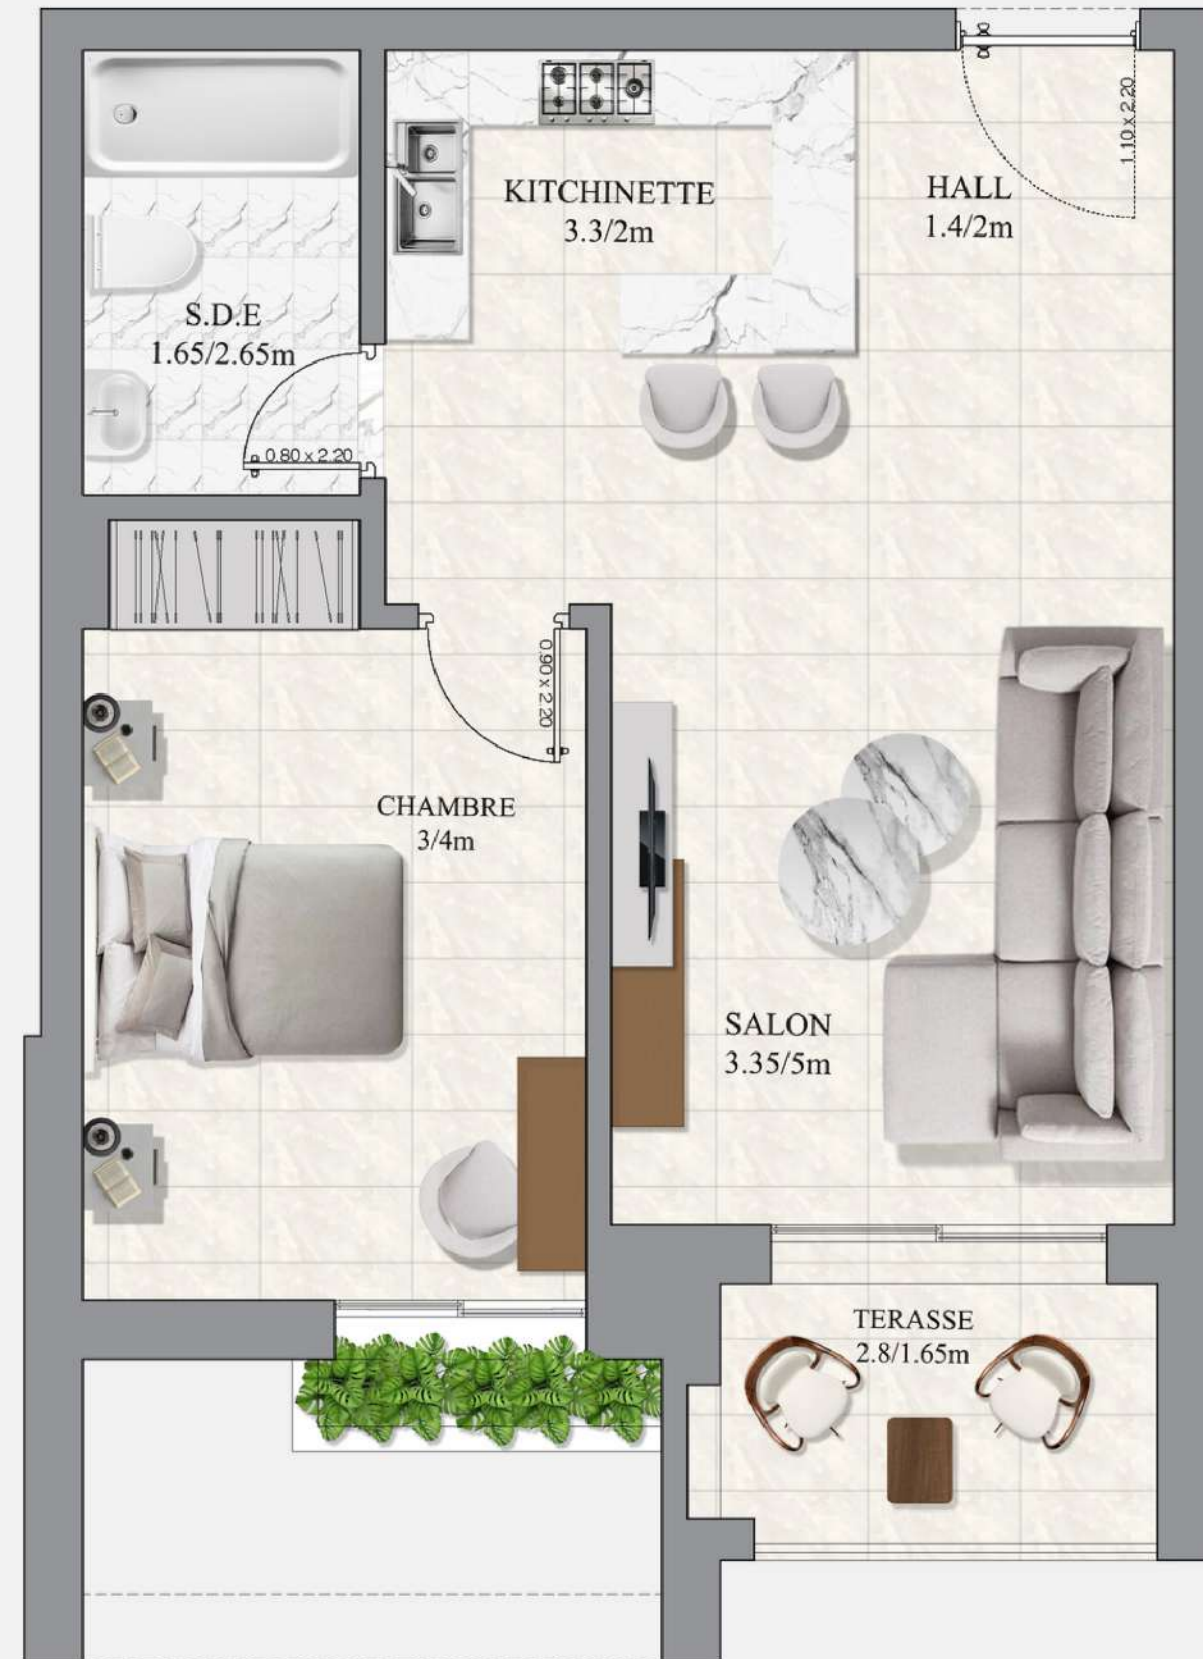 1.10 x 2.20
KITCHINETTE
3.3/2m
HALL
1.4/2m
S.D.E
1.65/2.65m
0.80 x 2.20
0.90 x 2.20
CHAMBRE
3/4m
SALON
3.35/5m
TERASSE
2.8/1.65m